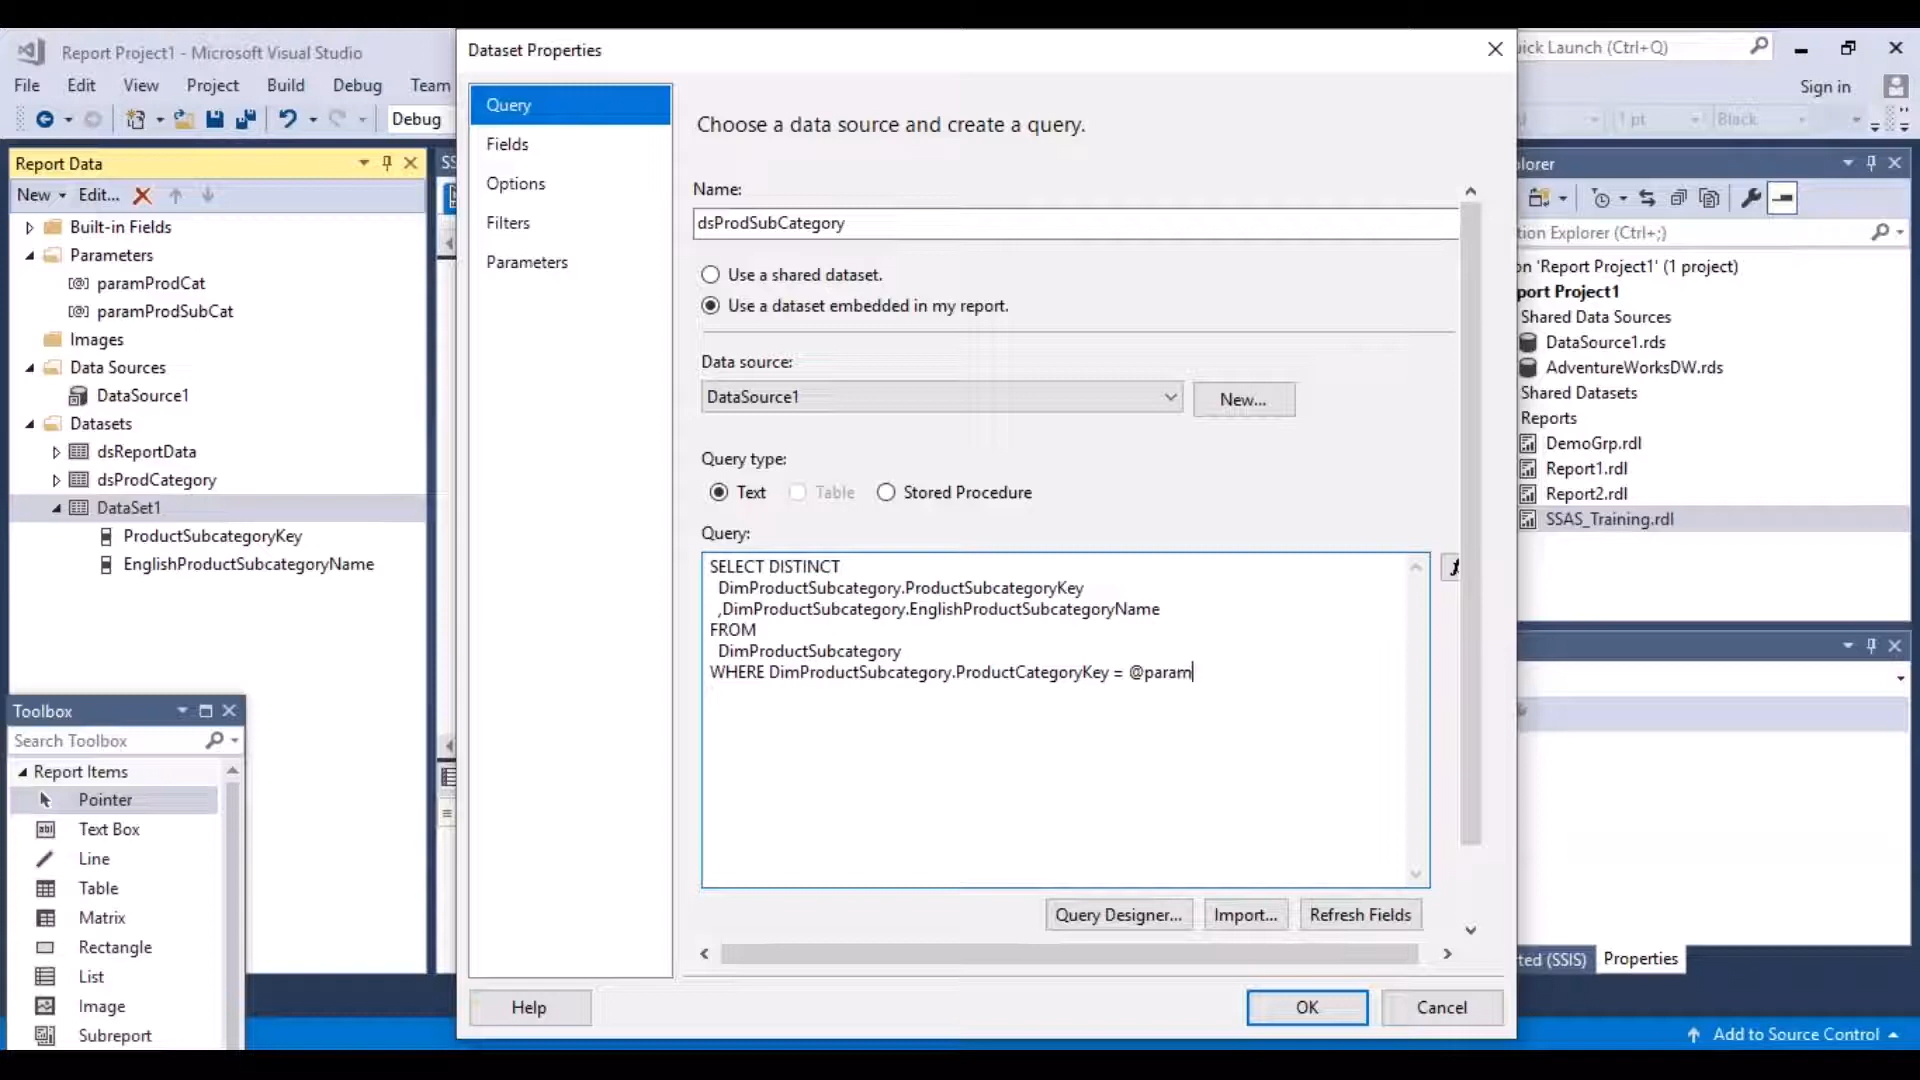 Report Project1 - Microsoft Visual Studio
File Edit View Project Build Debug Team
Debug
Report Data
New Edit...
Built-in Fields
Parameters
paramProdCat
paramProdSubCat
Images
Data Sources
DataSource1
Datasets
dsReportData
dsProdCategory
DataSet1
ProductSubcategoryKey
EnglishProductSubcategoryName
Toolbox
Search Toolbox
Report Items
Pointer
Text Box
Line
Table
Matrix
Rectangle
List
Image
Subreport
SS
Dataset Properties
Query
Fields
Options
Filters
Parameters
Choose a data source and create a query.
Name:
dsProdSubCategory
Use a shared dataset.
Use a dataset embedded in my report.
Data source:
DataSource1
New...
Query type:
Text Table Stored Procedure
Query:
SELECT DISTINCT
DimProductSubcategory.ProductSubcategoryKey
,DimProductSubcategory.EnglishProductSubcategoryName
FROM
DimProductSubcategory
WHERE DimProductSubcategory.ProductCategoryKey = @param
Query Designer... Import... Refresh Fields
Help OK Cancel
uick Launch (Ctrl+Q)
Sign in
1 pt Black
plorer
tion Explorer (Ctrl+;)
on 'Report Project1' (1 project)
port Project1
Shared Data Sources
DataSource1.rds
AdventureWorksDW.rds
Shared Datasets
Reports
DemoGrp.rdl
Report1.rdl
Report2.rdl
SSAS_Training.rdl
rted (SSIS) Properties
Add to Source Control